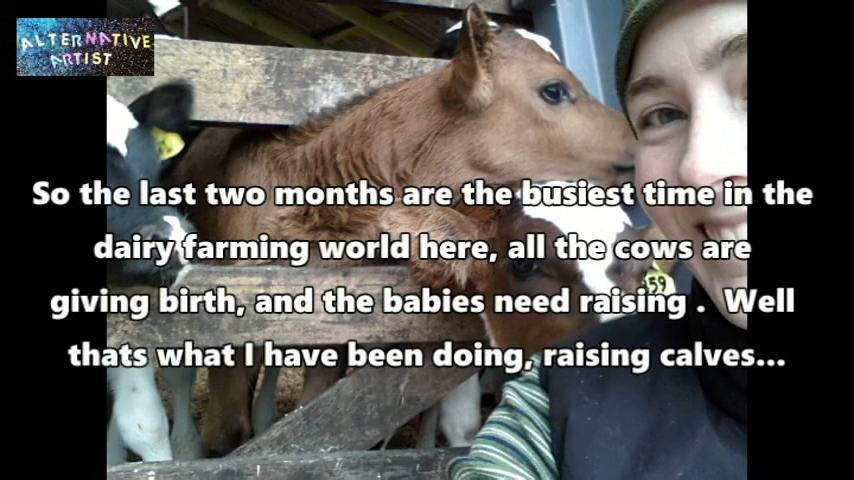 ALTERNATIVE
ARTIST
So the last two months are the busiest time in the
dairy farming world here, all the cows are
giving birth, and the babies need raising . Well
thats what I have been doing, raising calves...
59